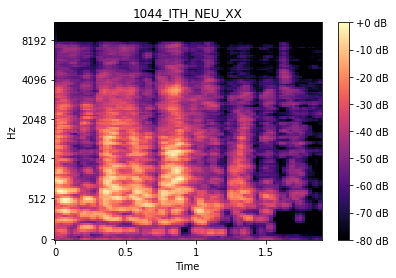 1044_ITH_NEU_XX
+0 dB
8192
-10 dB
4096
-20 dB
-30 dB
2048
Hz
-40 dB
1024
-50 dB
512
-60 dB
-70 dB
0
-80 dB
0 0.5 1 1.5
Time